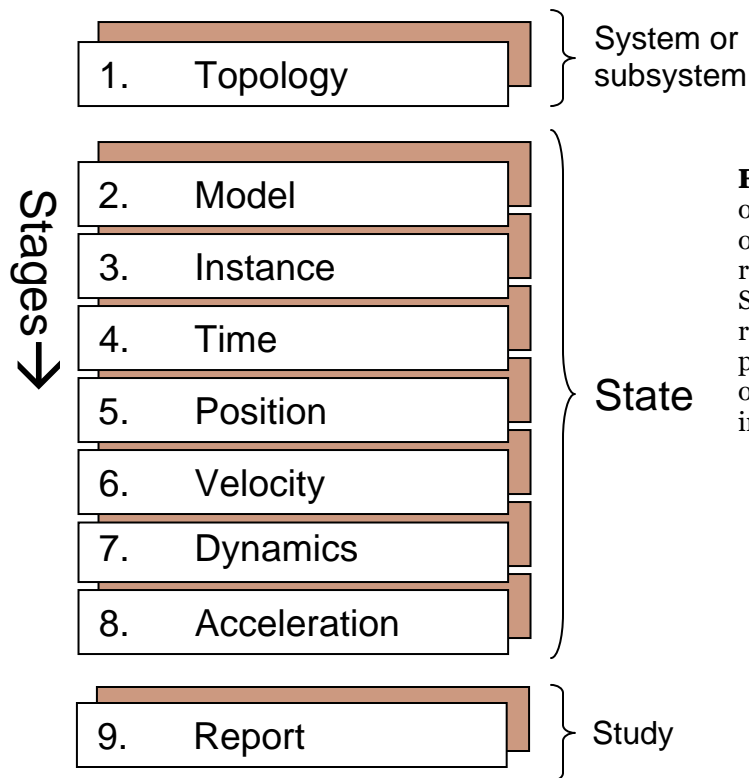 1. Topology
System or
subsystem
Stages→
2. Model
3. Instance
4. Time
5. Position
6. Velocity
7. Dynamics
8. Acceleration
State
9. Report
Study